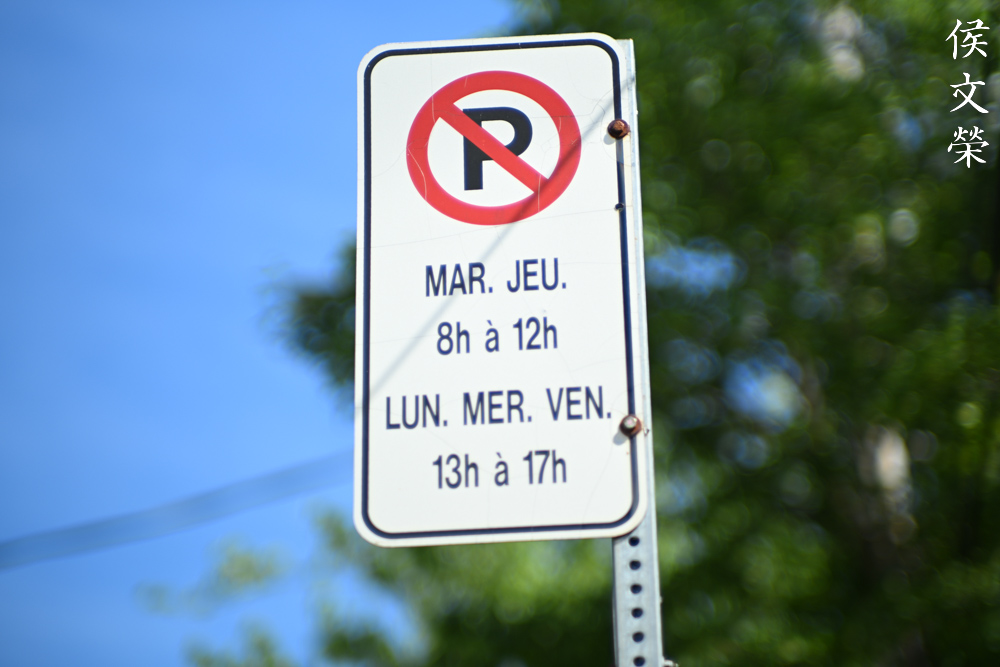 P
MAR. JEU.
8h à 12h
LUN. MER. VEN.
13h à 17h
侯文榮